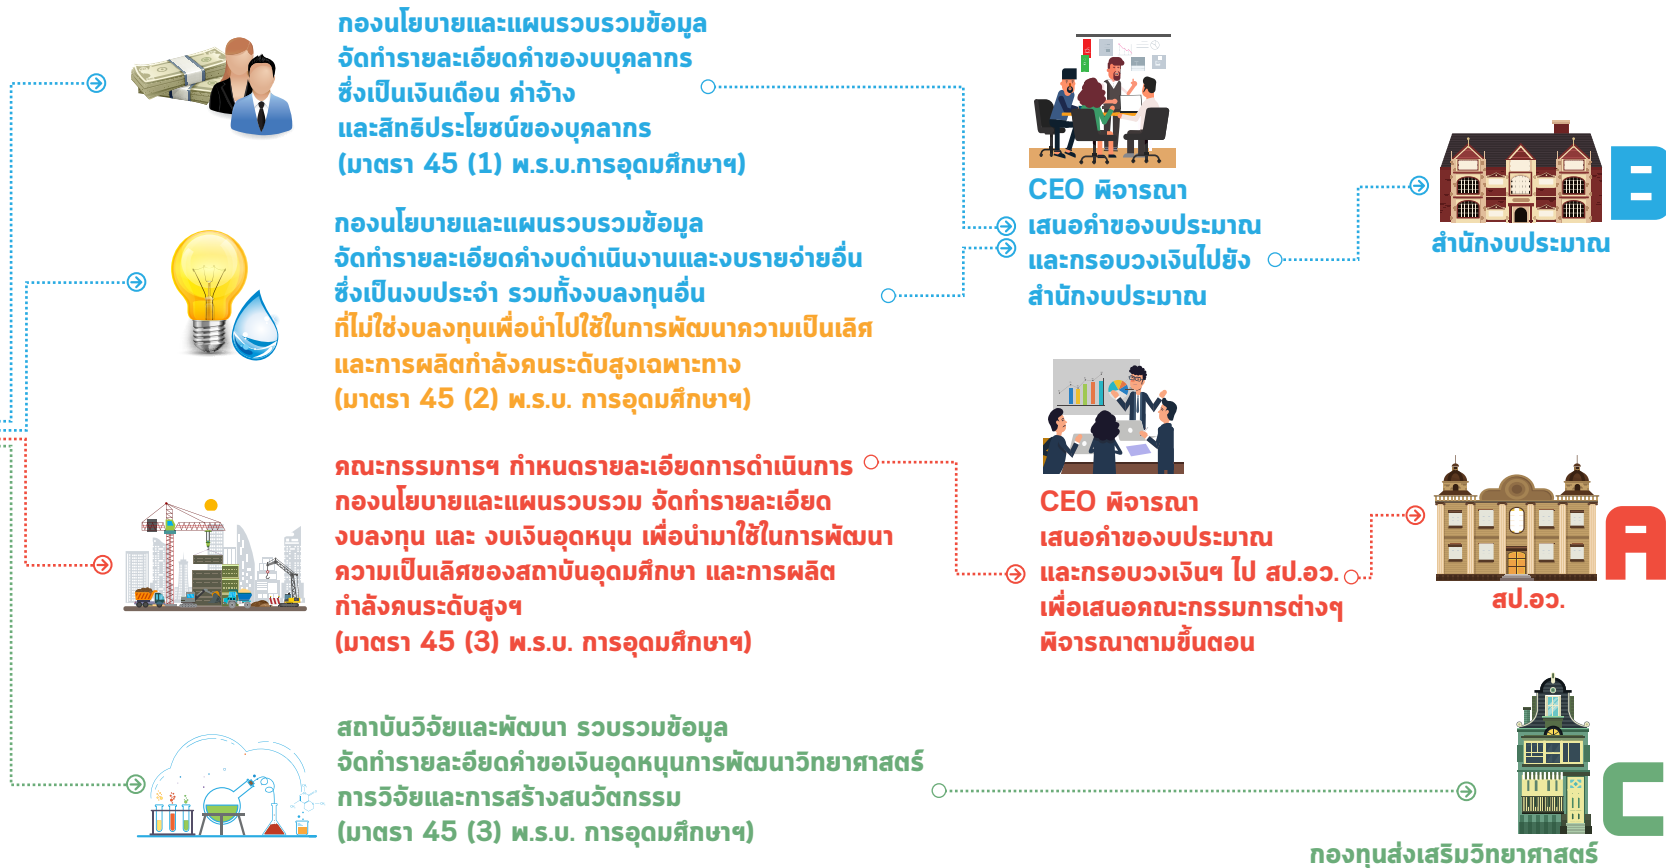 กองนโยบายและแผนรวบรวมข้อมูล
จัดทำรายละเอียดคำของบบุคลากร
ซึ่งเป็นเงินเดือน ค่าจ้าง
และสิทธิประโยชน์ของบุคลากร
(มาตรา 45 (1) พ.ร.บ.การอุดมศึกษาฯ)
CEO พิจารณา
เสนอคำของบประมาณ
และกรอบวงเงินไปยัง
สำนักงบประมาณ
B
สำนักงบประมาณ
กองนโยบายและแผนรวบรวมข้อมูล
จัดทำรายละเอียดค่างบดำเนินงานและงบรายจ่ายอื่น
ซึ่งเป็นงบประจำ รวมทั้งงบลงทุนอื่น
ที่ไม่ใช่งบลงทุนเพื่อนำไปใช้ในการพัฒนาความเป็นเลิศ
และการผลิตกำลังคนระดับสูงเฉพาะทาง
(มาตรา 45 (2) พ.ร.บ. การอุดมศึกษาฯ)
คณะกรรมการฯ กำหนดรายละเอียดการดำเนินการ
กองนโยบายและแผนรวบรวม จัดทำรายละเอียด
งบลงทุน และ งบเงินอุดหนุน เพื่อนำมาใช้ในการพัฒนา
ความเป็นเลิศของสถาบันอุดมศึกษา และการผลิต
กำลังคนระดับสูงฯ
(มาตรา 45 (3) พ.ร.บ. การอุดมศึกษาฯ)
CEO พิจารณา
เสนอคำของบประมาณ
และกรอบวงเงินฯ ไป สป.อว.
เพื่อเสนอคณะกรรมการต่างๆ
พิจารณาตามขึ้นตอน
A
สป.อว.
สถาบันวิจัยและพัฒนา รวบรวมข้อมูล
จัดทำรายละอียดคำขอเงินอุดหนุนการพัฒนาวิทยาศาสตร์
การวิจัยและการสร้างสนวัตกรรม
(มาตรา 45 (3) พ.ร.บ. การอุดมศึกษาฯ)
C
กองทุนส่งเสริมวิทยาศาสตร์